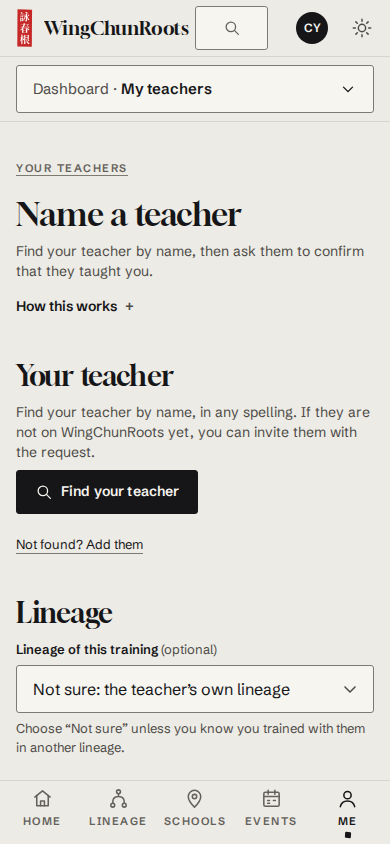 詠春根
WingChunRoots
CY
Dashboard · My teachers
YOUR TEACHERS
Name a teacher
Find your teacher by name, then ask them to confirm
that they taught you.
How this works +
Your teacher
Find your teacher by name, in any spelling. If they are
not on WingChunRoots yet, you can invite them with
the request.
Find your teacher
Not found? Add them
Lineage
Lineage of this training (optional)
Not sure: the teacher’s own lineage
Choose “Not sure” unless you know you trained with them
in another lineage.
HOME LINEAGE SCHOOLS EVENTS ME